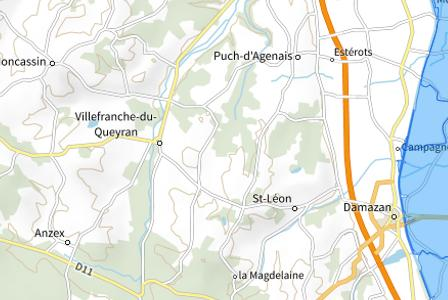 Puch-d'Agenais
Estérots
oncassin
Villefranche-du-
Queyran
Campagne
St-Léon
Damazan
Anzex
D11
la Magdelaine